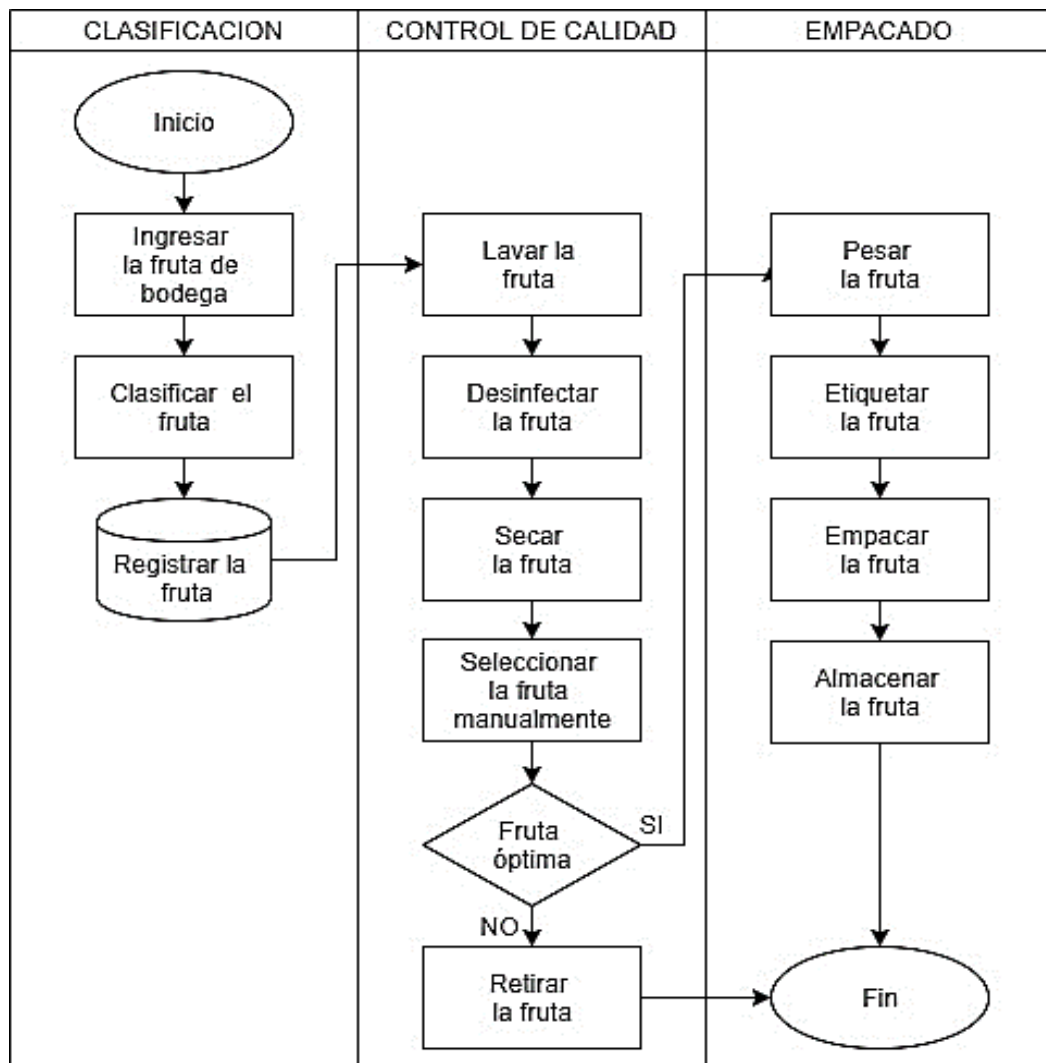 CLASIFICACION
CONTROL DE CALIDAD
EMPACADO
Inicio
Ingresar
la fruta de
bodega
Clasificar el
fruta
Registrar la
fruta
Lavar la
fruta
Desinfectar
la fruta
Secar
la fruta
Seleccionar
la fruta
manualmente
Fruta
óptima
SI
NO
Retirar
la fruta
Pesar
la fruta
Etiquetar
la fruta
Empacar
la fruta
Almacenar
la fruta
Fin